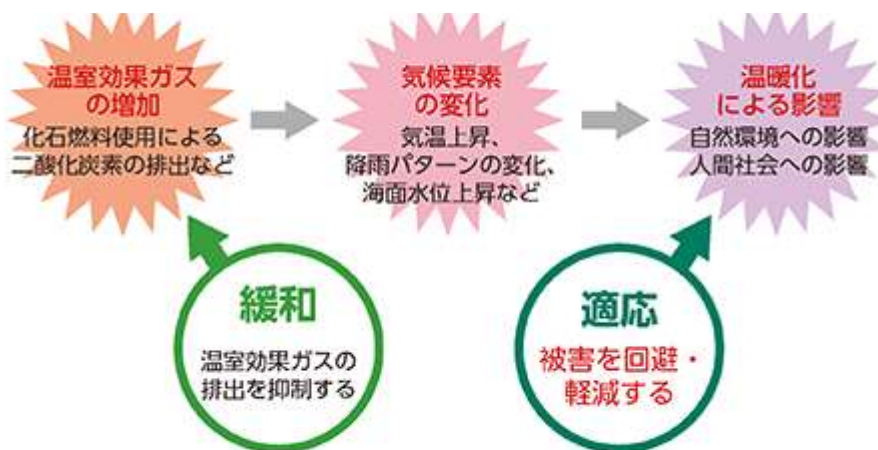 温室効果ガス
の増加
化石燃料使用による
二酸化炭素の排出など
気候要素
の変化
気温上昇、
降雨パターンの変化、
海面水位上昇など
温暖化
による影響
自然環境への影響
人間社会への影響
緩和
温室効果ガスの
排出を抑制する
適応
被害を回避・
軽減する